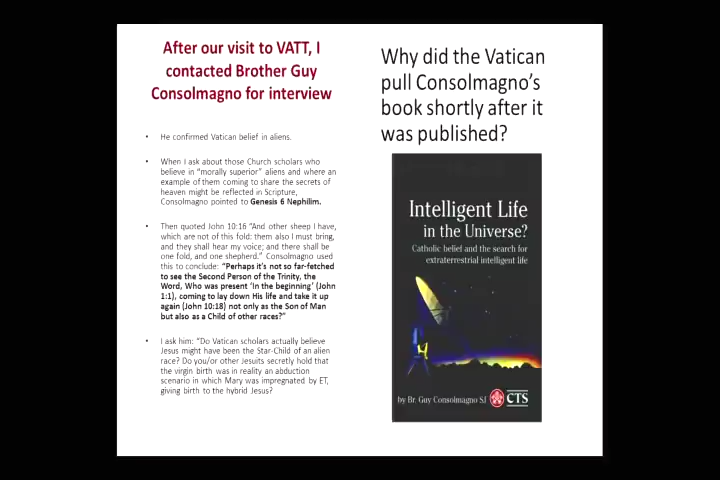 After our visit to VATT, I
contacted Brother Guy
Consolmagno for interview
• He confirmed Vatican belief in aliens.
• When I ask about those Church scholars who
believe in "morally superior" aliens and where an
example of them coming to share the secrets of
heaven might be reflected in Scripture,
Consolmagno pointed to Genesis 6 Nephilim.
• Then quoted John 10:16 "And other sheep I have,
which are not of this fold: them also I must bring,
and they shall hear my voice; and there shall be
one fold, and one shepherd." Consolmagno used
this to conclude: "Perhaps it's not so far-fetched
to see the Second Person of the Trinity, the
Word, Who was present 'In the beginning' (John
1:1), coming to lay down His life and take it up
again (John 10:18) not only as the Son of Man
but also as a Child of other races?"
• I ask him: "Do Vatican scholars actually believe
Jesus might have been the Star-Child of an alien
race? Do you/or other Jesuits secretly hold that
the virgin birth was in reality an abduction
scenario in which Mary was impregnated by ET,
giving birth to the hybrid Jesus?
Why did the Vatican
pull Consolmagno's
book shortly after it
was published?
Intelligent Life
in the Universe?
Catholic belief and the search for
extraterrestrial intelligent life
by Br. Guy Consolmagno SJ
CTS